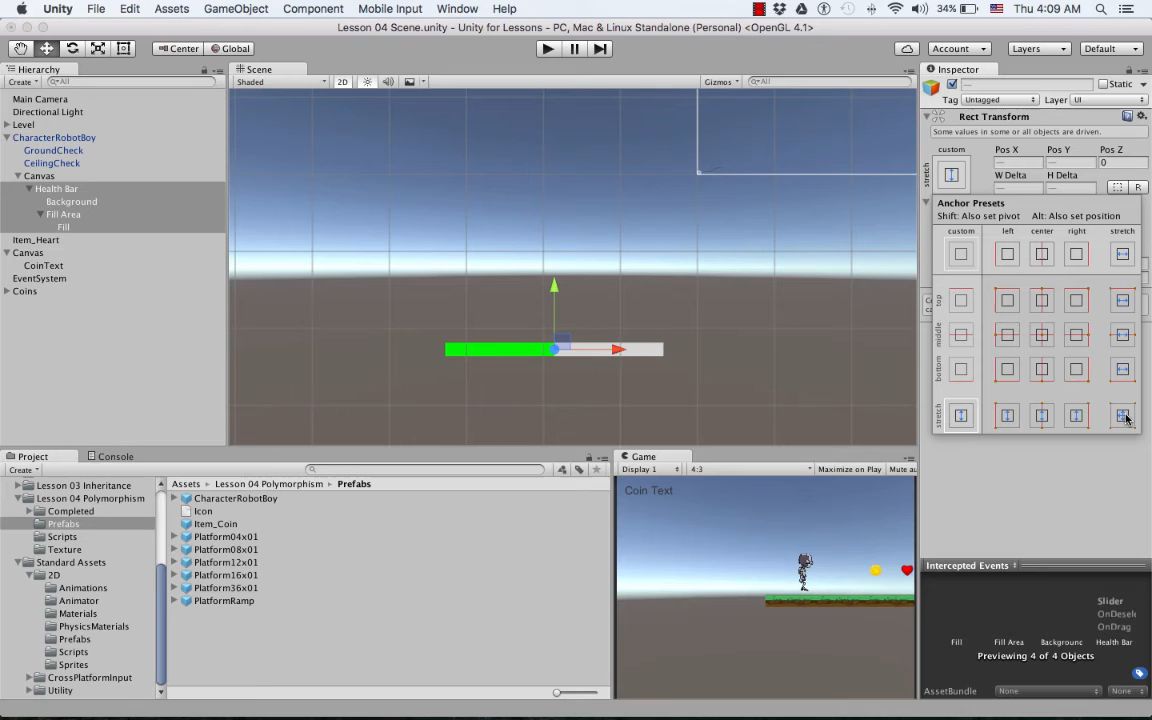 Unity File Edit Assets GameObject Component Mobile Input Window Help 34% Thu 4:09 AM
Lesson 04 Scene.unity - Unity for Lessons - PC, Mac & Linux Standalone (Personal) <OpenGL 4.1>
Center Global Account Layers Default
Hierarchy Scene Inspector
Create All Shaded 2D Gizmos All Static
Main Camera
Directional Light
Level
CharacterRobotBoy
GroundCheck
CeilingCheck
Canvas
Health Bar
Background
Fill Area
Fill
Item_Heart
Canvas
CoinText
EventSystem
Coins
Tag Untagged Layer UI
Rect Transform
Some values in some or all objects are driven.
custom Pos X Pos Y Pos Z
stretch — — 0
W Delta H Delta
— — R
Anchor Presets
Shift: Also set pivot Alt: Also set position
custom left center right stretch
top
middle
bottom
stretch
Project Console
Create
Lesson 03 Inheritance
Lesson 04 Polymorphism
Completed
Prefabs
Scripts
Texture
Standard Assets
2D
Animations
Animator
Materials
PhysicsMaterials
Prefabs
Scripts
Sprites
CrossPlatformInput
Utility
Assets Lesson 04 Polymorphism Prefabs
CharacterRobotBoy
Icon
Item_Coin
Platform04x01
Platform08x01
Platform12x01
Platform16x01
Platform36x01
PlatformRamp
Game
Display 1 4:3 Maximize on Play Mute au
Coin Text
Intercepted Events
Slider
OnDesele
OnDrag
Fill Fill Area Background Health Bar
Previewing 4 of 4 Objects
AssetBundle None None